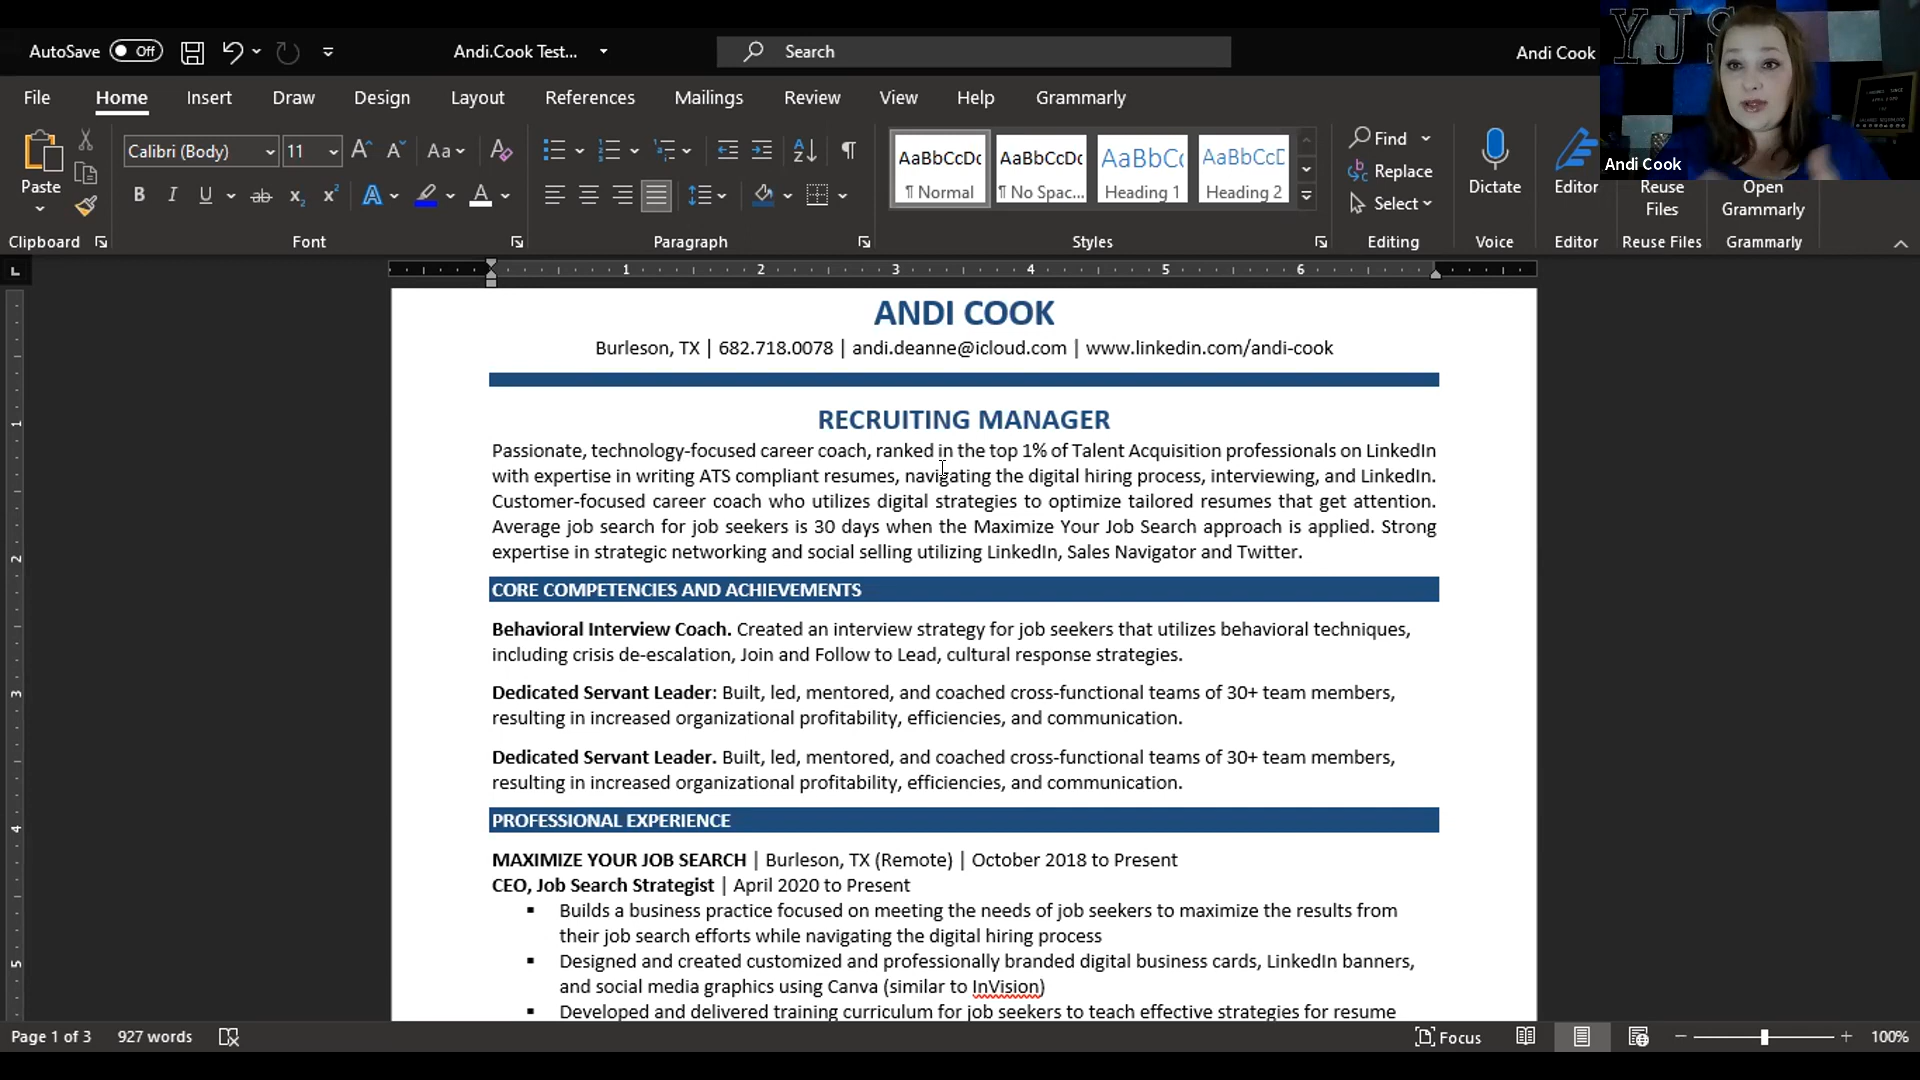 AutoSave Off
Andi.Cook Test...
Search
Andi Cook
YJS
Andi Cook
File Home Insert Draw Design Layout References Mailings Review View Help Grammarly
Paste
Calibri (Body) 11
AaBbCcDc AaBbCcDc AaBbC AaBbCcD
¶ Normal ¶ No Spac... Heading 1 Heading 2
Find
Replace
Select
Dictate
Editor
Reuse Files
Open Grammarly
Clipboard Font Paragraph Styles Editing Voice Editor Reuse Files Grammarly
1 2 3 4 5 6
ANDI COOK
Burleson, TX | 682.718.0078 | andi.deanne@icloud.com | www.linkedin.com/andi-cook
RECRUITING MANAGER
Passionate, technology-focused career coach, ranked in the top 1% of Talent Acquisition professionals on LinkedIn
with expertise in writing ATS compliant resumes, navigating the digital hiring process, interviewing, and LinkedIn.
Customer-focused career coach who utilizes digital strategies to optimize tailored resumes that get attention.
Average job search for job seekers is 30 days when the Maximize Your Job Search approach is applied. Strong
expertise in strategic networking and social selling utilizing LinkedIn, Sales Navigator and Twitter.
CORE COMPETENCIES AND ACHIEVEMENTS
Behavioral Interview Coach. Created an interview strategy for job seekers that utilizes behavioral techniques,
including crisis de-escalation, Join and Follow to Lead, cultural response strategies.
Dedicated Servant Leader: Built, led, mentored, and coached cross-functional teams of 30+ team members,
resulting in increased organizational profitability, efficiencies, and communication.
Dedicated Servant Leader. Built, led, mentored, and coached cross-functional teams of 30+ team members,
resulting in increased organizational profitability, efficiencies, and communication.
PROFESSIONAL EXPERIENCE
MAXIMIZE YOUR JOB SEARCH | Burleson, TX (Remote) | October 2018 to Present
CEO, Job Search Strategist | April 2020 to Present
▪ Builds a business practice focused on meeting the needs of job seekers to maximize the results from
their job search efforts while navigating the digital hiring process
▪ Designed and created customized and professionally branded digital business cards, LinkedIn banners,
and social media graphics using Canva (similar to InVision)
▪ Developed and delivered training curriculum for job seekers to teach effective strategies for resume
1
2
3
4
5
Page 1 of 3 927 words
Focus
100%